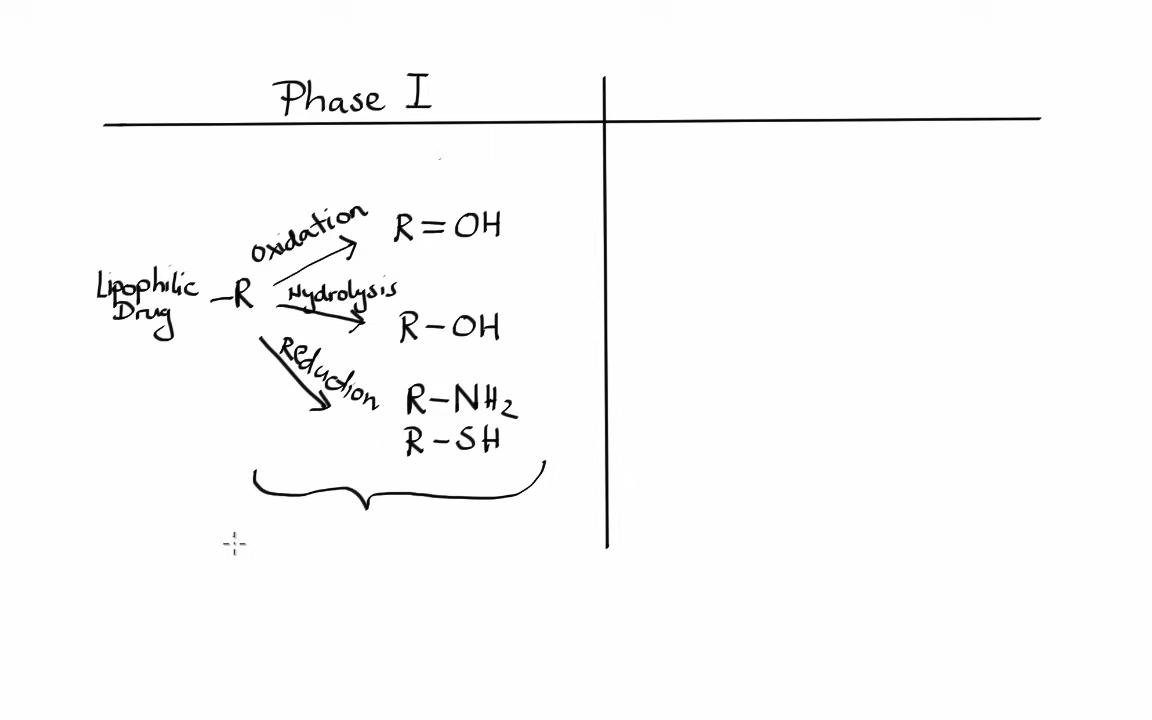 Phase I
Oxidation
R=OH
Lipophilic
Drug
-R
Hydrolysis
R-OH
Reduction
R-NH2
R-SH